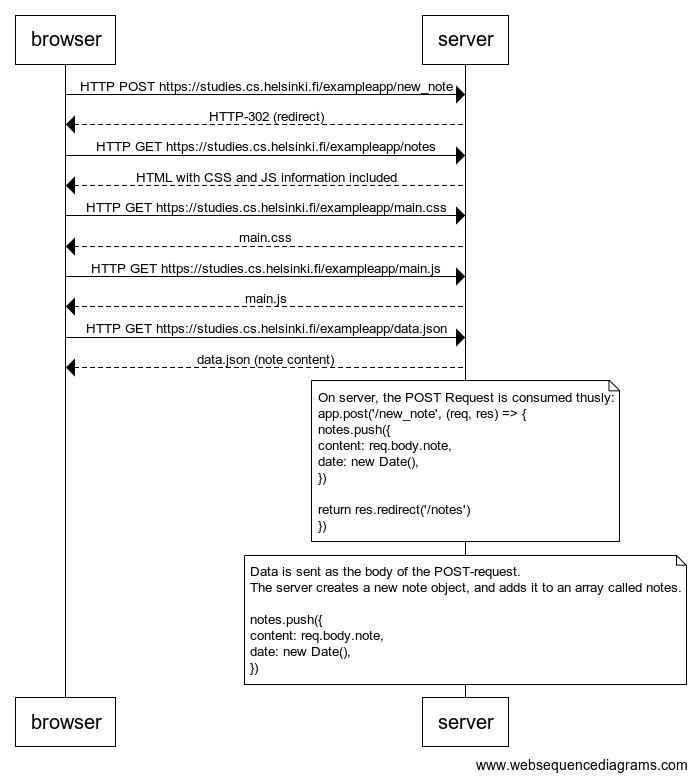 browser server
HTTP POST https://studies.cs.helsinki.fi/exampleapp/new_note
HTTP-302 (redirect)
HTTP GET https://studies.cs.helsinki.fi/exampleapp/notes
HTML with CSS and JS information included
HTTP GET https://studies.cs.helsinki.fi/exampleapp/main.css
main.css
HTTP GET https://studies.cs.helsinki.fi/exampleapp/main.js
main.js
HTTP GET https://studies.cs.helsinki.fi/exampleapp/data.json
data.json (note content)
On server, the POST Request is consumed thusly:
app.post('/new_note', (req, res) => {
notes.push({
content: req.body.note,
date: new Date(),
})
return res.redirect('/notes')
})
Data is sent as the body of the POST-request.
The server creates a new note object, and adds it to an array called notes.
notes.push({
content: req.body.note,
date: new Date(),
})
browser server
www.websequencediagrams.com